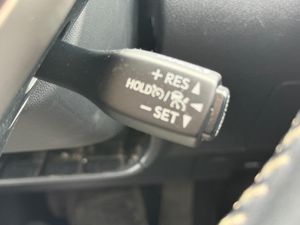 + RES ▲
HOLD /
− SET ▼